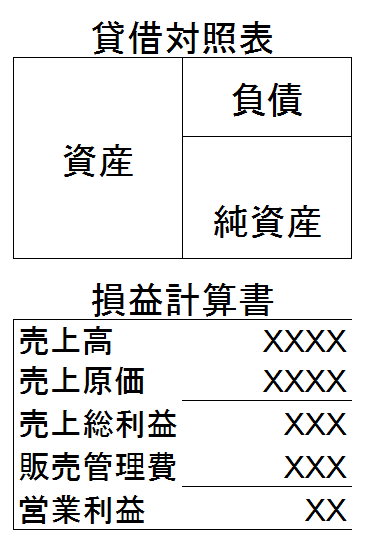 貸借対照表
資産
負債
純資産
損益計算書
売上高 XXXX
売上原価 XXXX
売上総利益 XXX
販売管理費 XXX
営業利益 XX